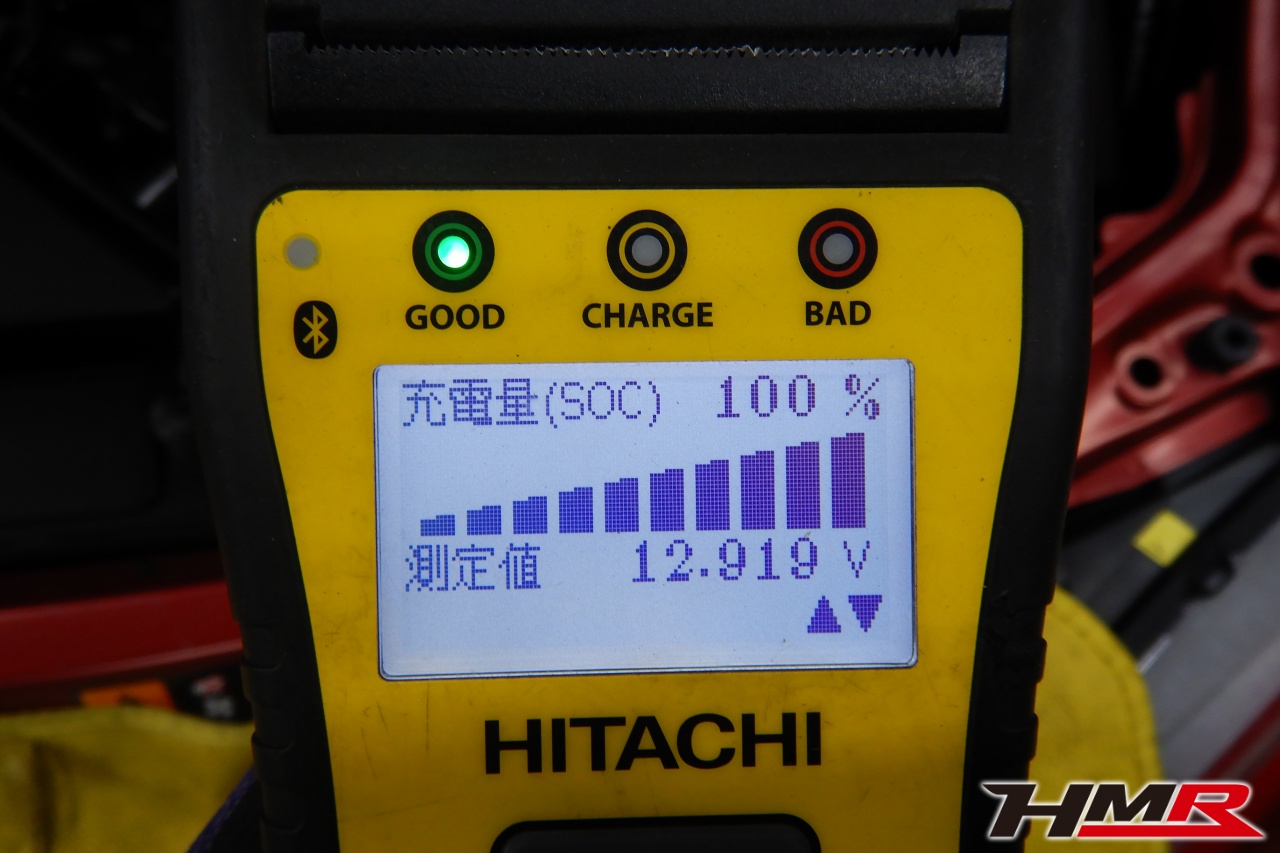 GOOD
CHARGE
BAD
充電量(SOC) 100 %
測定値 12.919 V
HITACHI
HMR